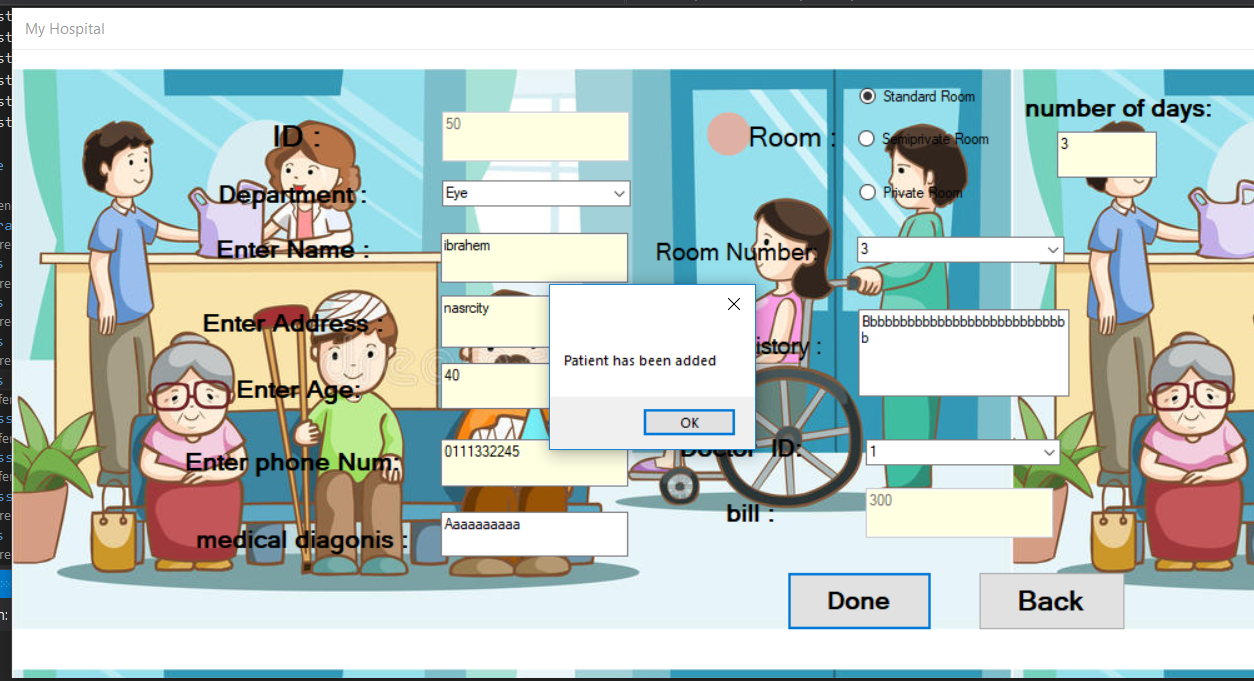 My Hospital
ID :
50
Department :
Eye
Enter Name :
ibrahem
Enter Address :
nasrcity
Enter Age:
40
Enter phone Num:
0111332245
medical diagonis :
Aaaaaaaaaa
Room :
Standard Room
Semiprivate Room
Private Room
number of days:
3
Room Number:
3
istory :
Bbbbbbbbbbbbbbbbbbbbbbbbbbb
b
Doctor ID:
1
bill :
300
Patient has been added
OK
Done
Back